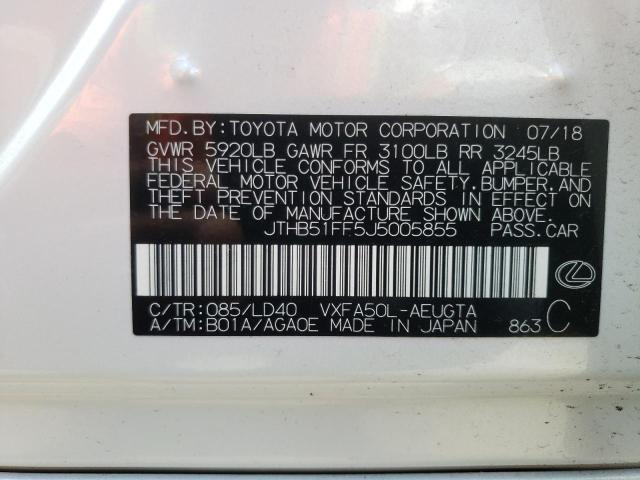 MFD. BY: TOYOTA MOTOR CORPORATION 07/18
GVWR 5920LB GAWR FR 3100LB RR 3245LB
THIS VEHICLE CONFORMS TO ALL APPLICABLE
FEDERAL MOTOR VEHICLE SAFETY, BUMPER, AND
THEFT PREVENTION STANDARDS IN EFFECT ON
THE DATE OF MANUFACTURE SHOWN ABOVE.
JTHB51FF5J5005855 PASS. CAR
C/TR: 085/LD40 VXFA50L-AEUGTA
A/TM: B01A/AGA0E MADE IN JAPAN 863 C